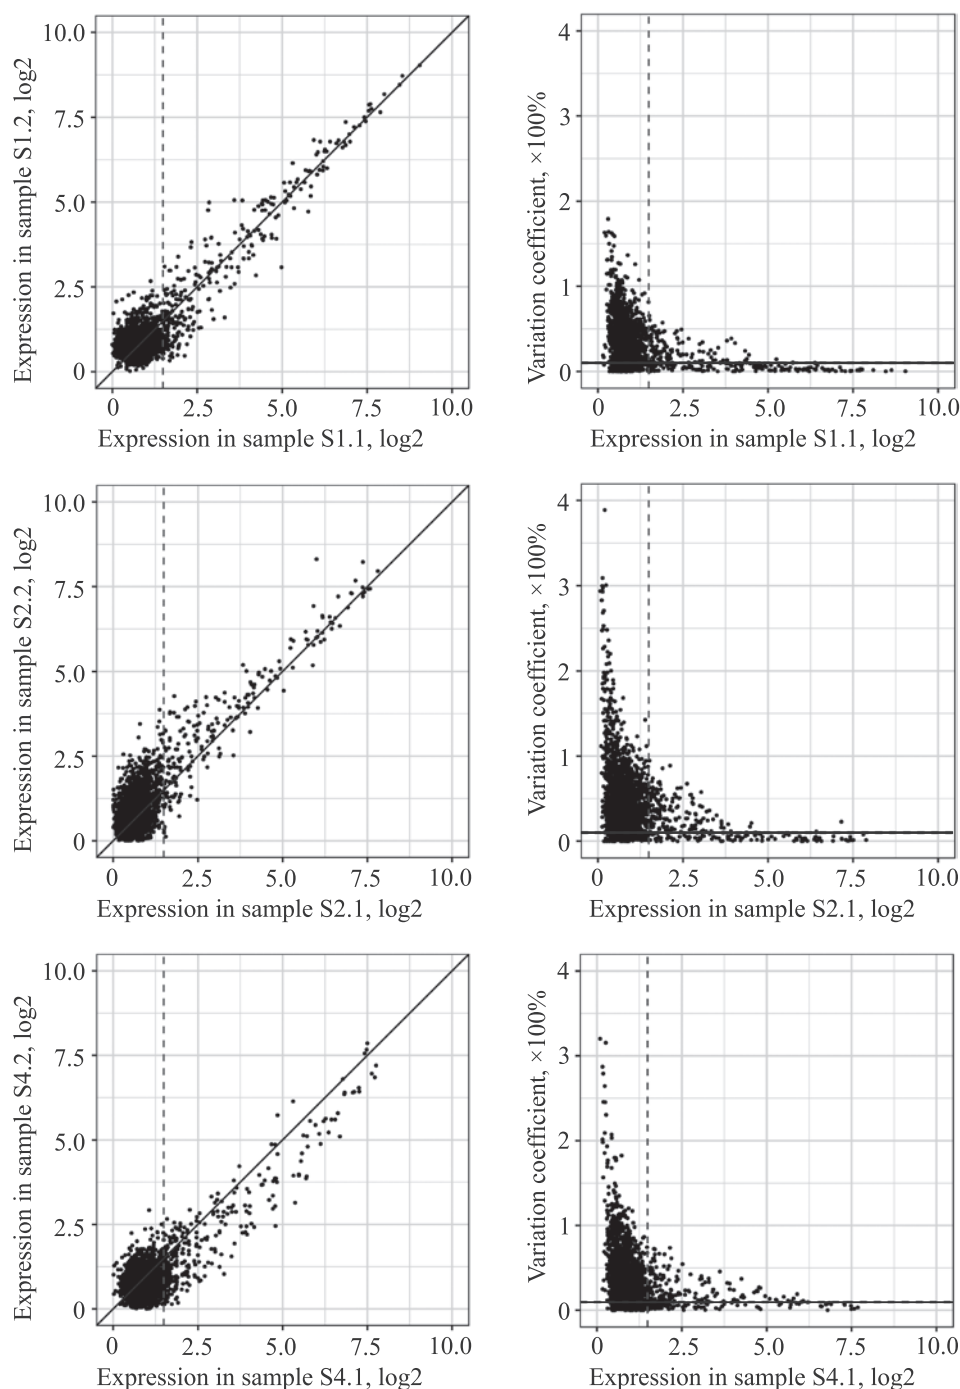 Expression in sample S1.2, log2
10.0
7.5
5.0
2.5
0
0 2.5 5.0 7.5 10.0
Expression in sample S1.1, log2
Variation coefficient, ×100%
4
3
2
1
0
0 2.5 5.0 7.5 10.0
Expression in sample S1.1, log2
Expression in sample S2.2, log2
10.0
7.5
5.0
2.5
0
0 2.5 5.0 7.5 10.0
Expression in sample S2.1, log2
Variation coefficient, ×100%
4
3
2
1
0
0 2.5 5.0 7.5 10.0
Expression in sample S2.1, log2
Expression in sample S4.2, log2
10.0
7.5
5.0
2.5
0
0 2.5 5.0 7.5 10.0
Expression in sample S4.1, log2
Variation coefficient, ×100%
4
3
2
1
0
0 2.5 5.0 7.5 10.0
Expression in sample S4.1, log2